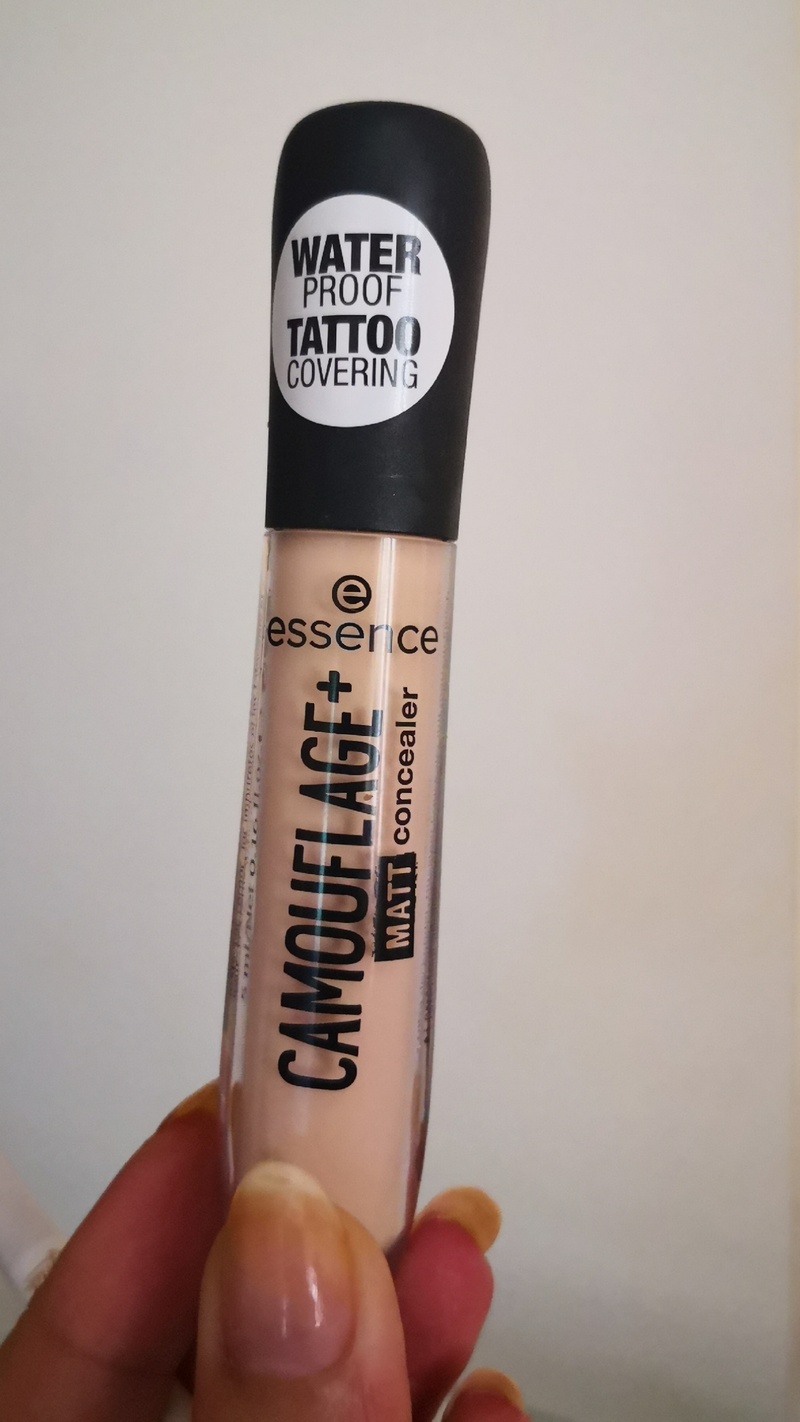 WATER
PROOF
TATTOO
COVERING
e
essence
CAMOUFLAGE+
MATT concealer